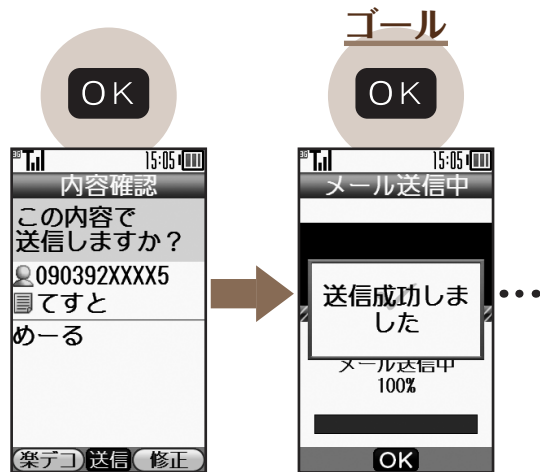 ゴール
OK
OK
3G 15:05
内容確認
この内容で
送信しますか？
090392XXXX5
てすと
めーる
楽デコ 送信 修正
3G 15:05
メール送信中
送信成功しま
した
メール送信中
100%
OK
•••